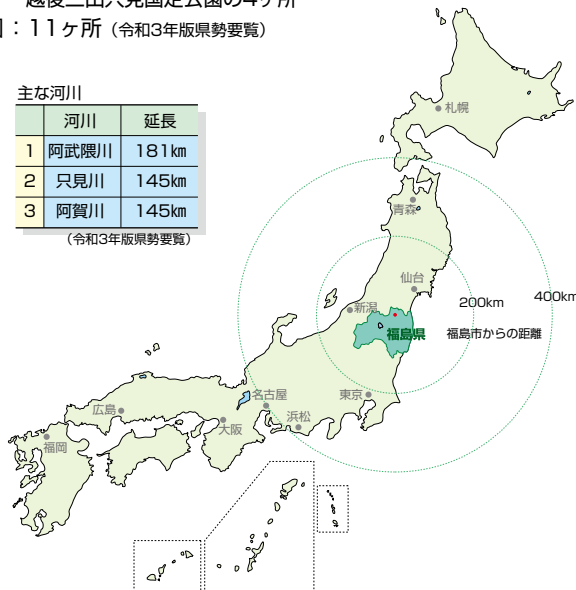 越後三山只見国定公園の4ヶ所
：11ヶ所（令和3年版県勢要覧）
主な河川
河川 延長
1 阿武隈川 181㎞
2 只見川 145㎞
3 阿賀川 145㎞
（令和3年版県勢要覧）
札幌
青森
仙台
新潟
200km
400km
福島県
福島市からの距離
名古屋
東京
広島
浜松
大阪
福岡